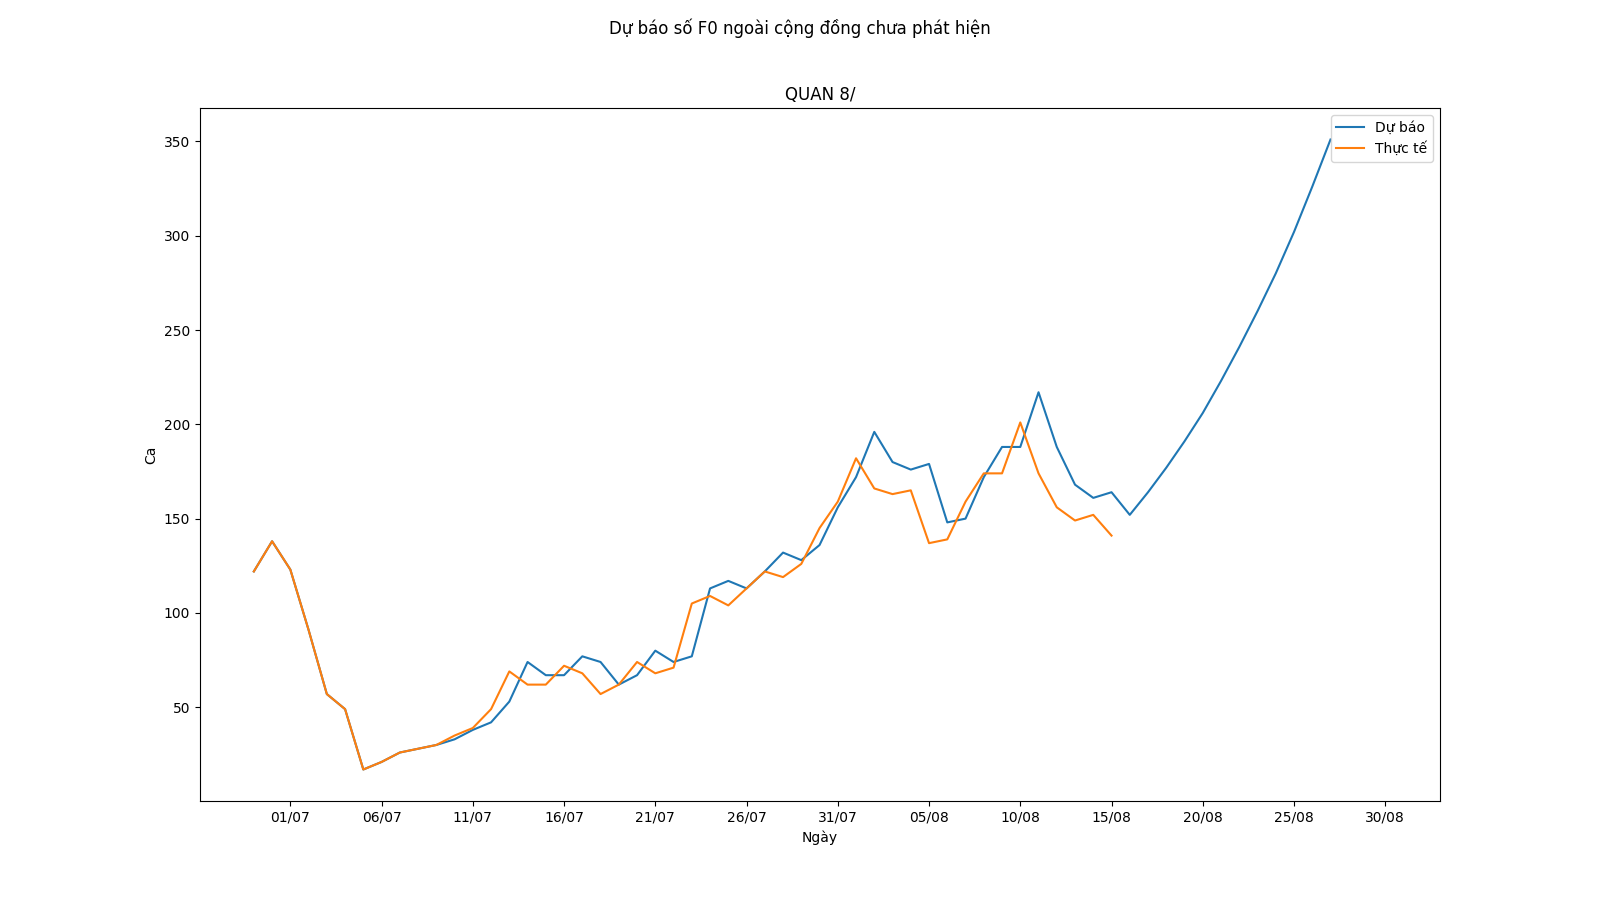 Dự báo số F0 ngoài cộng đồng chưa phát hiện
QUAN 8/
Dự báo
Thực tế
350
300
250
200
150
100
50
Ca
01/07 06/07 11/07 16/07 21/07 26/07 31/07 05/08 10/08 15/08 20/08 25/08 30/08
Ngày